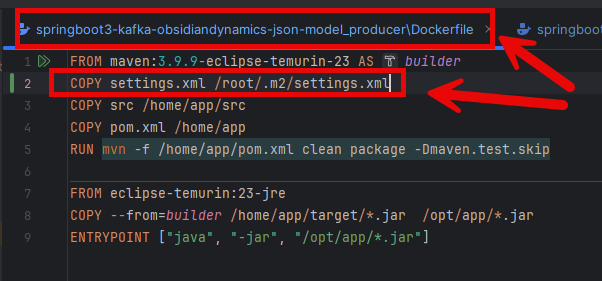 springboot3-kafka-obsidiandynamics-json-model_producer\Dockerfile × springboot
1 FROM maven:3.9.9-eclipse-temurin-23 AS builder
2 COPY settings.xml /root/.m2/settings.xml
3 COPY src /home/app/src
4 COPY pom.xml /home/app
5 RUN mvn -f /home/app/pom.xml clean package -Dmaven.test.skip
6
7 FROM eclipse-temurin:23-jre
8 COPY --from=builder /home/app/target/*.jar /opt/app/*.jar
9 ENTRYPOINT ["java", "-jar", "/opt/app/*.jar"]